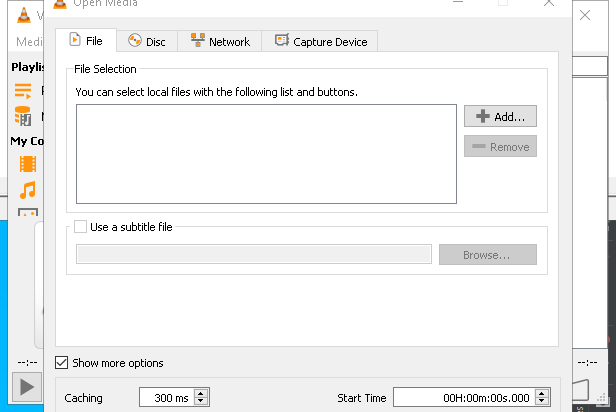 Open Media
V
Medi
File
Disc
Network
Capture Device
Playlis
My Co
File Selection
You can select local files with the following list and buttons.
Add...
Remove
Use a subtitle file
Browse...
--:--
--:--
Show more options
Caching
300 ms
Start Time
00H:00m:00s.000